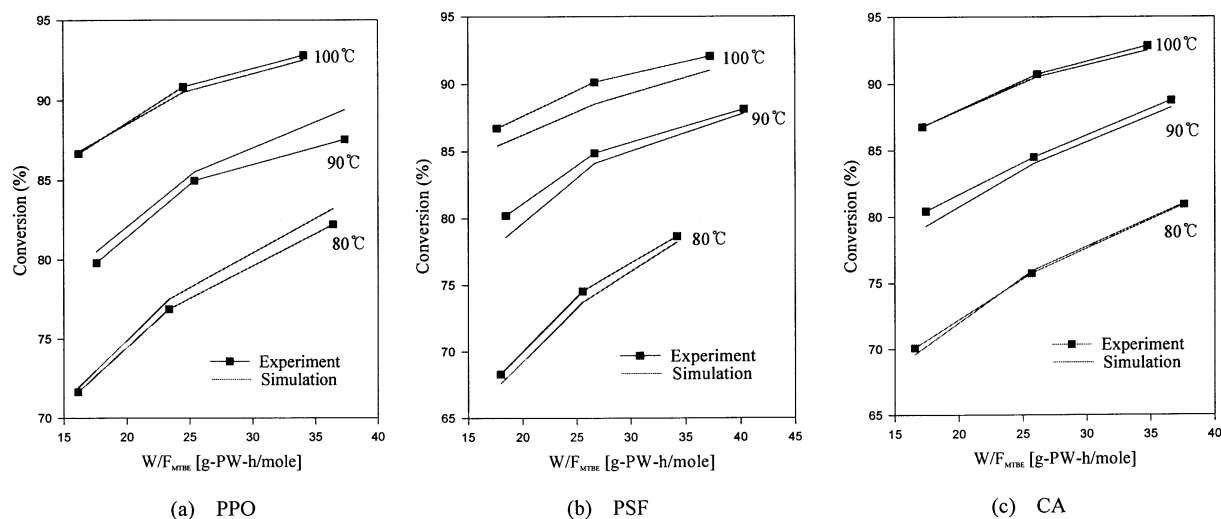 95
90
85
80
75
70
Conversion (%)
100℃
90℃
80℃
Experiment
Simulation
10 15 20 25 30 35 40
W/F_MTBE [g-PW-h/mole]
(a) PPO
95
90
85
80
75
70
65
Conversion (%)
100℃
90℃
80℃
Experiment
Simulation
10 15 20 25 30 35 40 45
W/F_MTBE [g-PW-h/mole]
(b) PSF
95
90
85
80
75
70
65
Conversion (%)
100℃
90℃
80℃
Experiment
Simulation
10 15 20 25 30 35 40
W/F_MTBE [g-PW-h/mole]
(c) CA